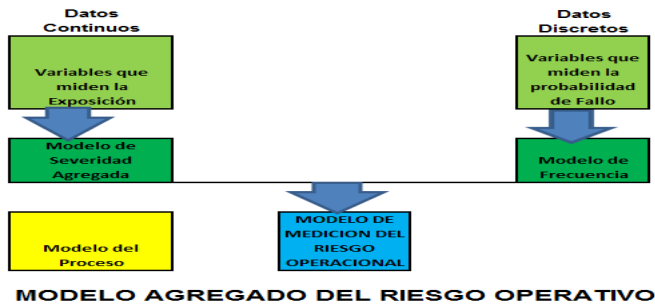 Datos
Continuos
Datos
Discretos
Variables que
miden la
Exposición
Variables que
miden la
probabilidad
de Fallo
Modelo de
Severidad
Agregada
Modelo de
Frecuencia
Modelo del
Proceso
MODELO DE
MEDICION DEL
RIESGO
OPERACIONAL
MODELO AGREGADO DEL RIESGO OPERATIVO